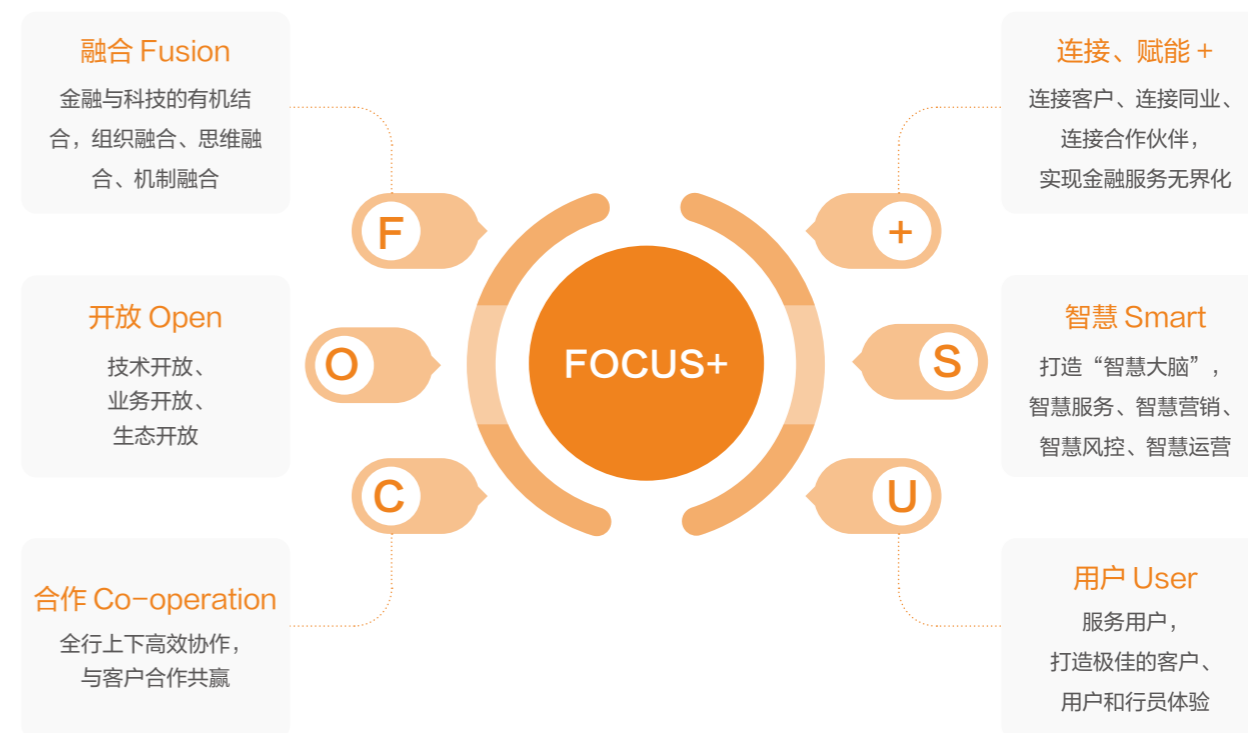 融合 Fusion
金融与科技的有机结
合，组织融合、思维融
合、机制融合
F
开放 Open
技术开放、
业务开放、
生态开放
O
合作 Co-operation
全行上下高效协作，
与客户合作共赢
C
FOCUS+
连接、赋能 +
连接客户、连接同业、
连接合作伙伴，
实现金融服务无界化
+
智慧 Smart
打造“智慧大脑”，
智慧服务、智慧营销、
智慧风控、智慧运营
S
用户 User
服务用户，
打造极佳的客户、
用户和行员体验
U